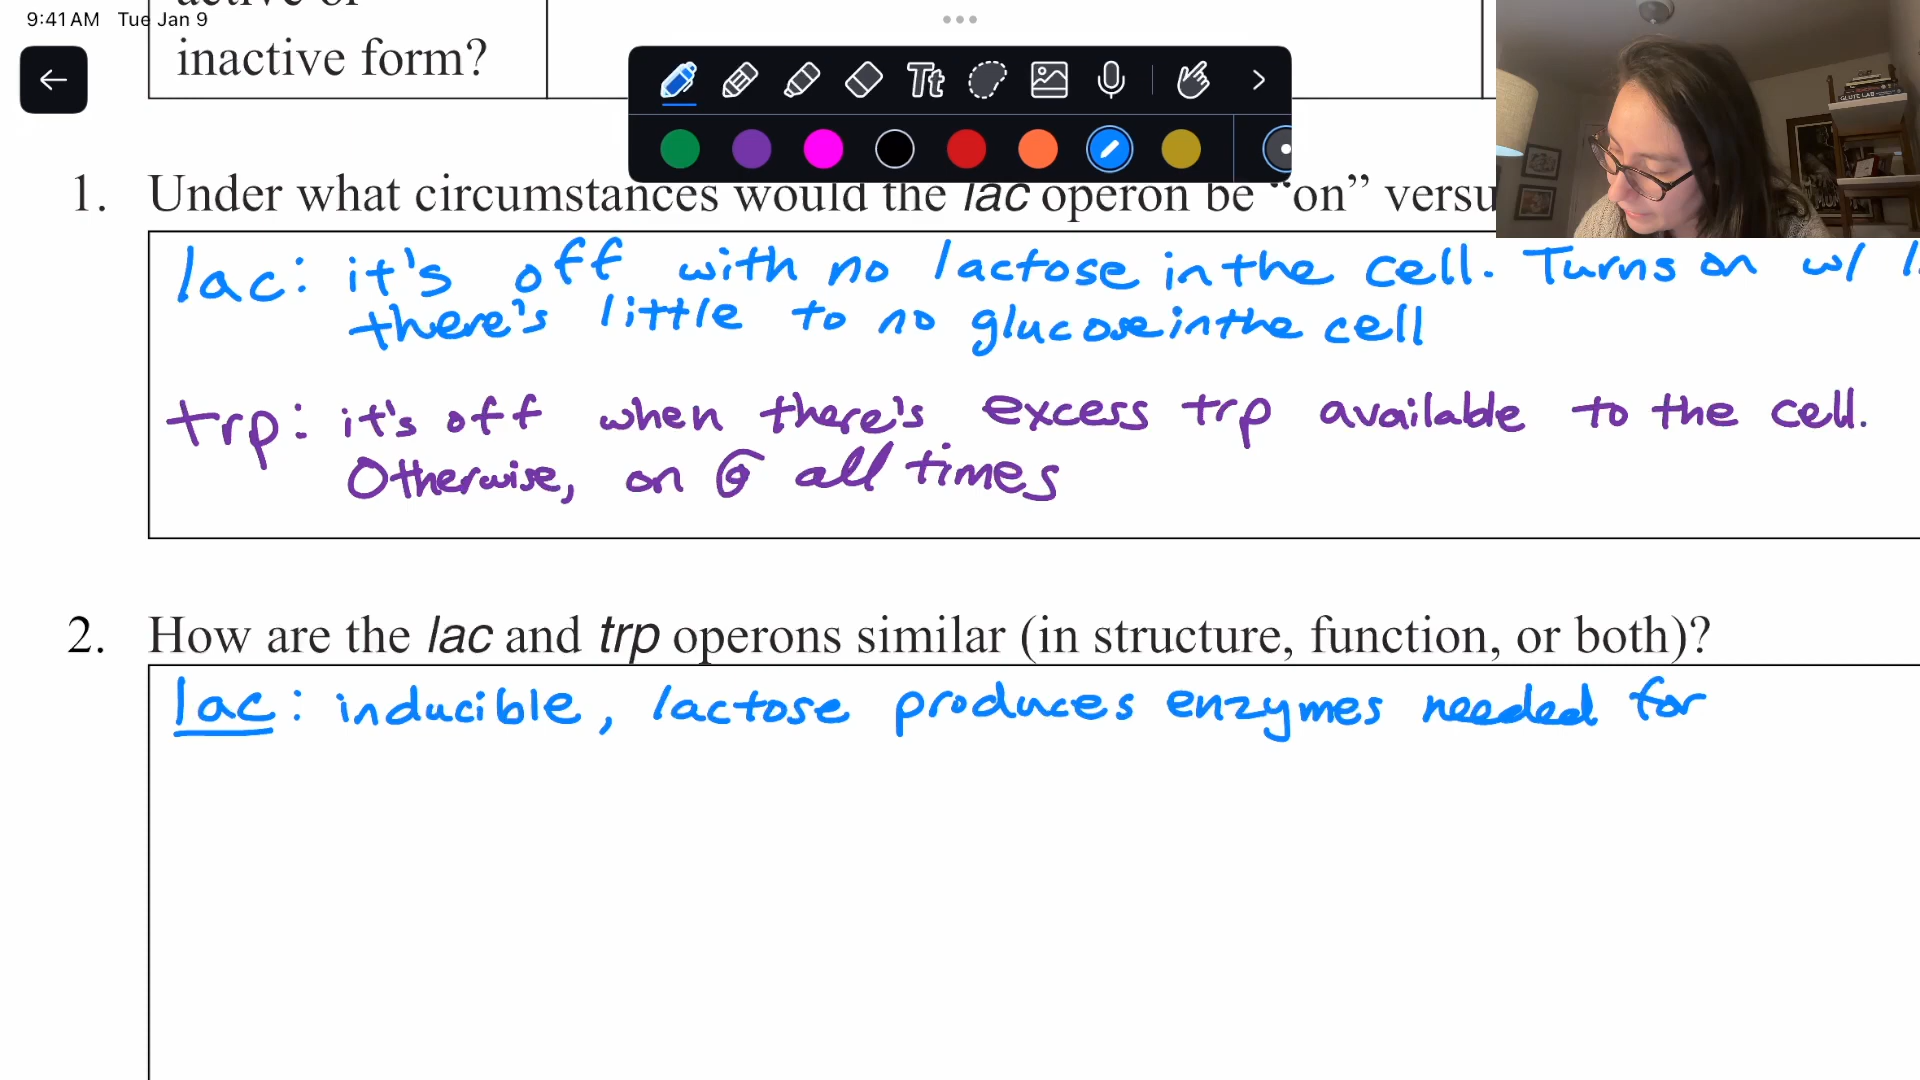 9:41 AM Tue Jan 9
active or
inactive form?
Tt
1. Under what circumstances would the lac operon be “on” versu
lac: it's off with no lactose in the cell. Turns on w/ l
there's little to no glucose in the cell
trp: it's off when there's excess trp available to the cell.
Otherwise, on @ all times
2. How are the lac and trp operons similar (in structure, function, or both)?
lac: inducible, lactose produces enzymes needed for